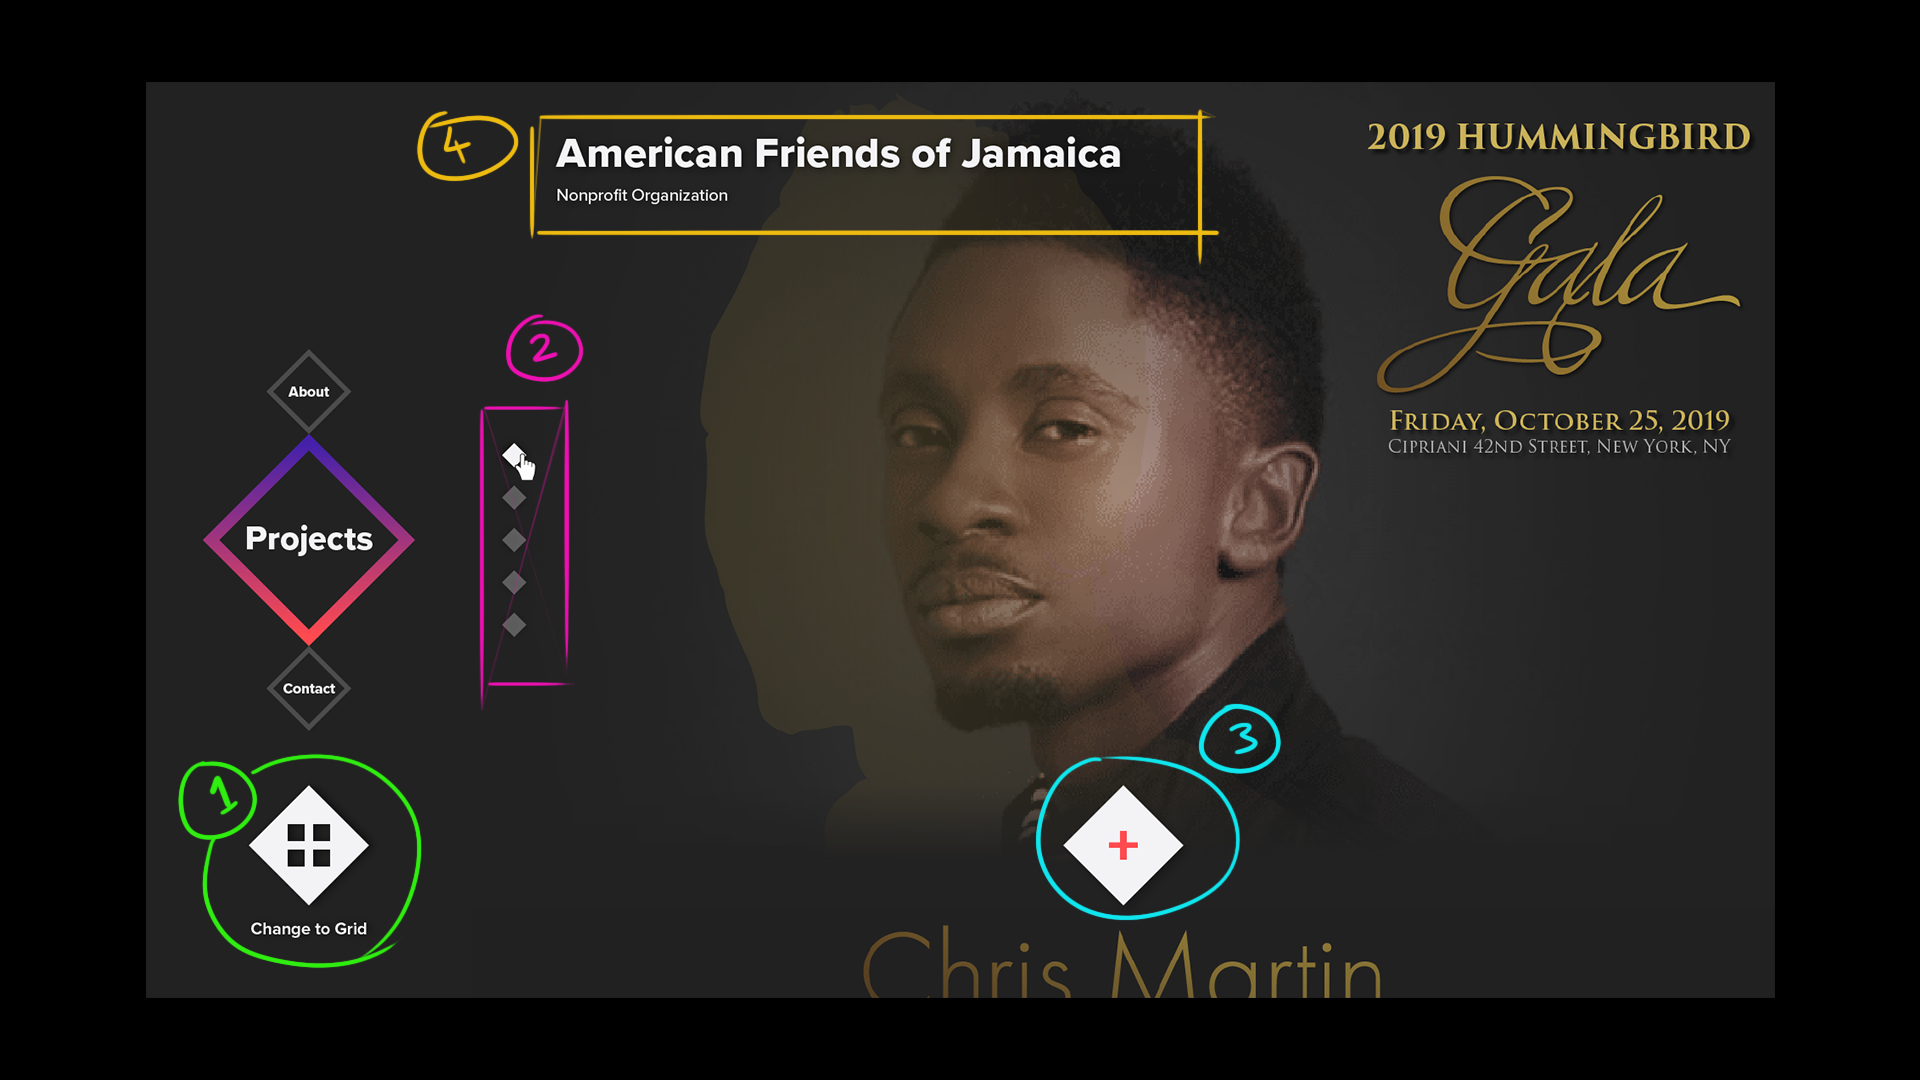 4
American Friends of Jamaica
Nonprofit Organization
2019 HUMMINGBIRD
Gala
FRIDAY, OCTOBER 25, 2019
CIPRIANI 42ND STREET, NEW YORK, NY
2
About
Projects
Contact
1
Change to Grid
3
+
Chris Martin